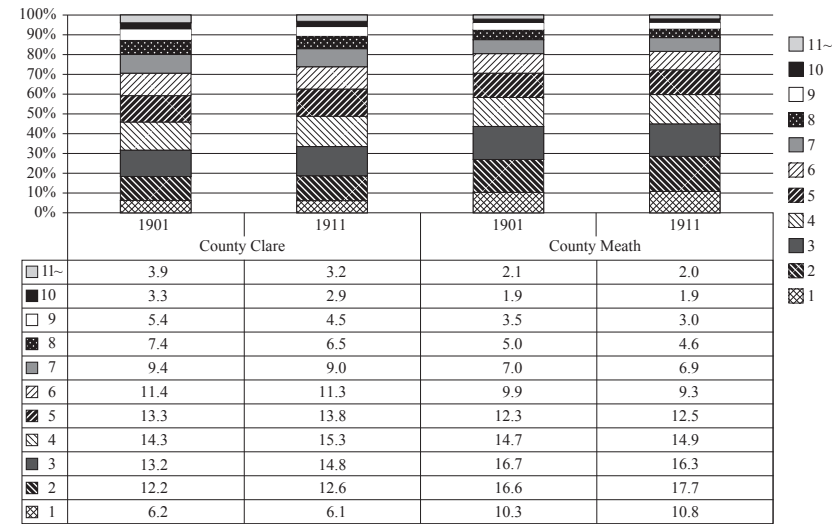 100%
90%
80%
70%
60%
50%
40%
30%
20%
10%
0%
11~
10
9
8
7
6
5
4
3
2
1
1901 1911 1901 1911
County Clare County Meath
11~ 3.9 3.2 2.1 2.0
10 3.3 2.9 1.9 1.9
9 5.4 4.5 3.5 3.0
8 7.4 6.5 5.0 4.6
7 9.4 9.0 7.0 6.9
6 11.4 11.3 9.9 9.3
5 13.3 13.8 12.3 12.5
4 14.3 15.3 14.7 14.9
3 13.2 14.8 16.7 16.3
2 12.2 12.6 16.6 17.7
1 6.2 6.1 10.3 10.8